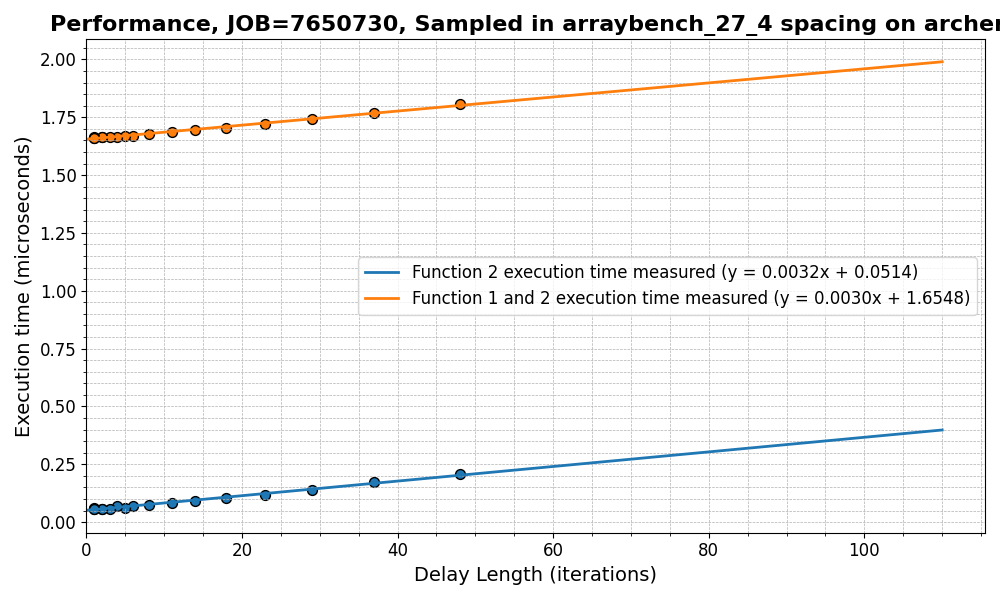 Performance, JOB=7650730, Sampled in arraybench_27_4 spacing on archer
2.00
1.75
1.50
1.25
1.00
0.75
0.50
0.25
0.00
Execution time (microseconds)
Function 2 execution time measured (y = 0.0032x + 0.0514)
Function 1 and 2 execution time measured (y = 0.0030x + 1.6548)
0 20 40 60 80 100
Delay Length (iterations)